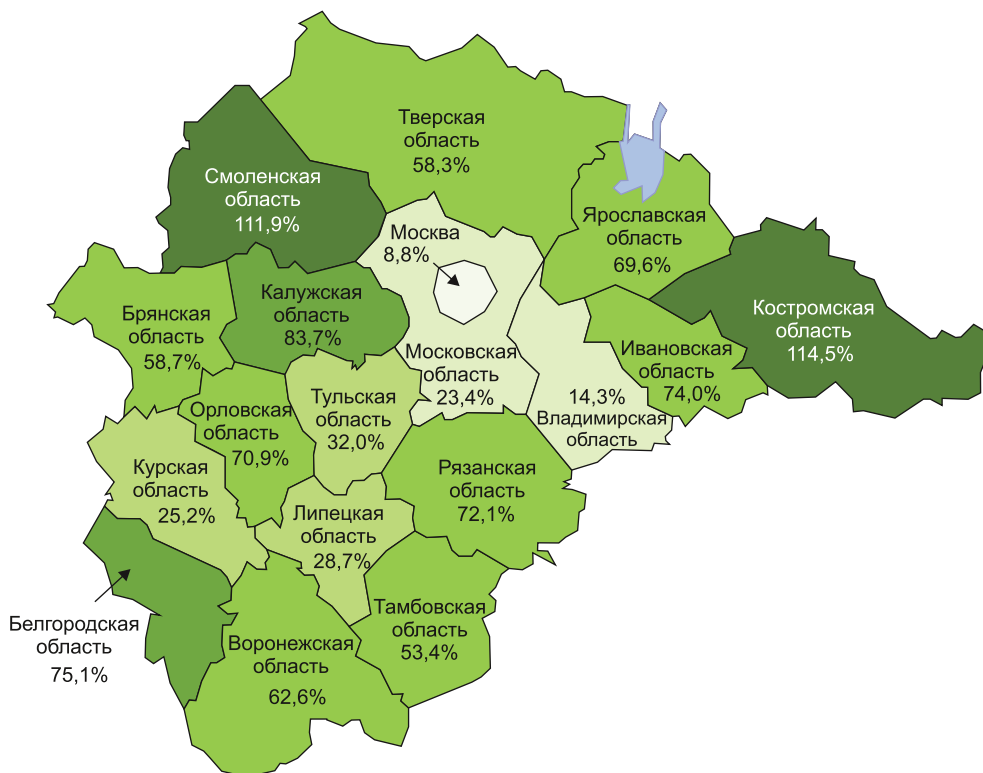 Тверская
область
58,3%
Смоленская
область
111,9%
Ярославская
область
69,6%
Москва
8,8%
Костромская
область
114,5%
Калужская
область
83,7%
Брянская
область
58,7%
Московская
область
23,4%
Ивановская
область
74,0%
14,3%
Владимирская
область
Тульская
область
32,0%
Орловская
область
70,9%
Курская
область
25,2%
Рязанская
область
72,1%
Липецкая
область
28,7%
Тамбовская
область
53,4%
Белгородская
область
75,1%
Воронежская
область
62,6%